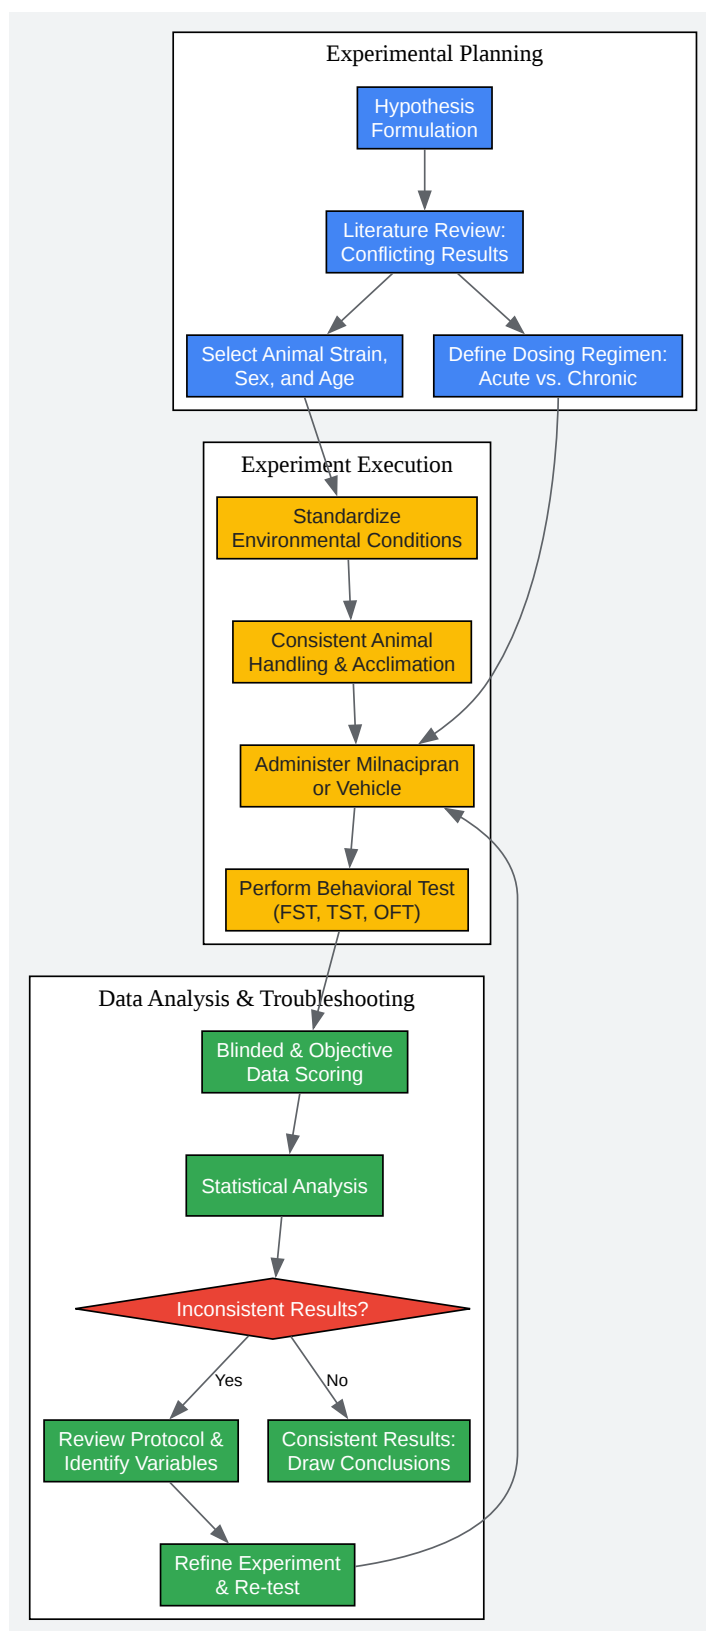 Experimental Planning
Hypothesis
Formulation
Literature Review:
Conflicting Results
Select Animal Strain,
Sex, and Age
Define Dosing Regimen:
Acute vs. Chronic
Experiment Execution
Standardize
Environmental Conditions
Consistent Animal
Handling & Acclimation
Administer Milnacipran
or Vehicle
Perform Behavioral Test
(FST, TST, OFT)
Data Analysis & Troubleshooting
Blinded & Objective
Data Scoring
Statistical Analysis
Inconsistent Results?
Yes
No
Review Protocol &
Identify Variables
Consistent Results:
Draw Conclusions
Refine Experiment
& Re-test